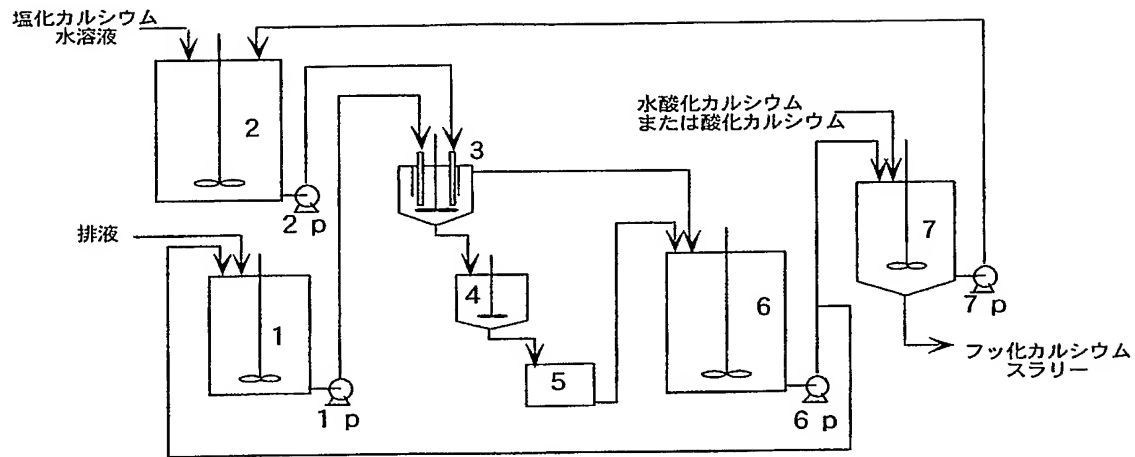 塩化カルシウム
水溶液
2
2 p
排液
1
1 p
3
4
5
水酸化カルシウム
または酸化カルシウム
6
6 p
7
7 p
フッ化カルシウム
スラリー